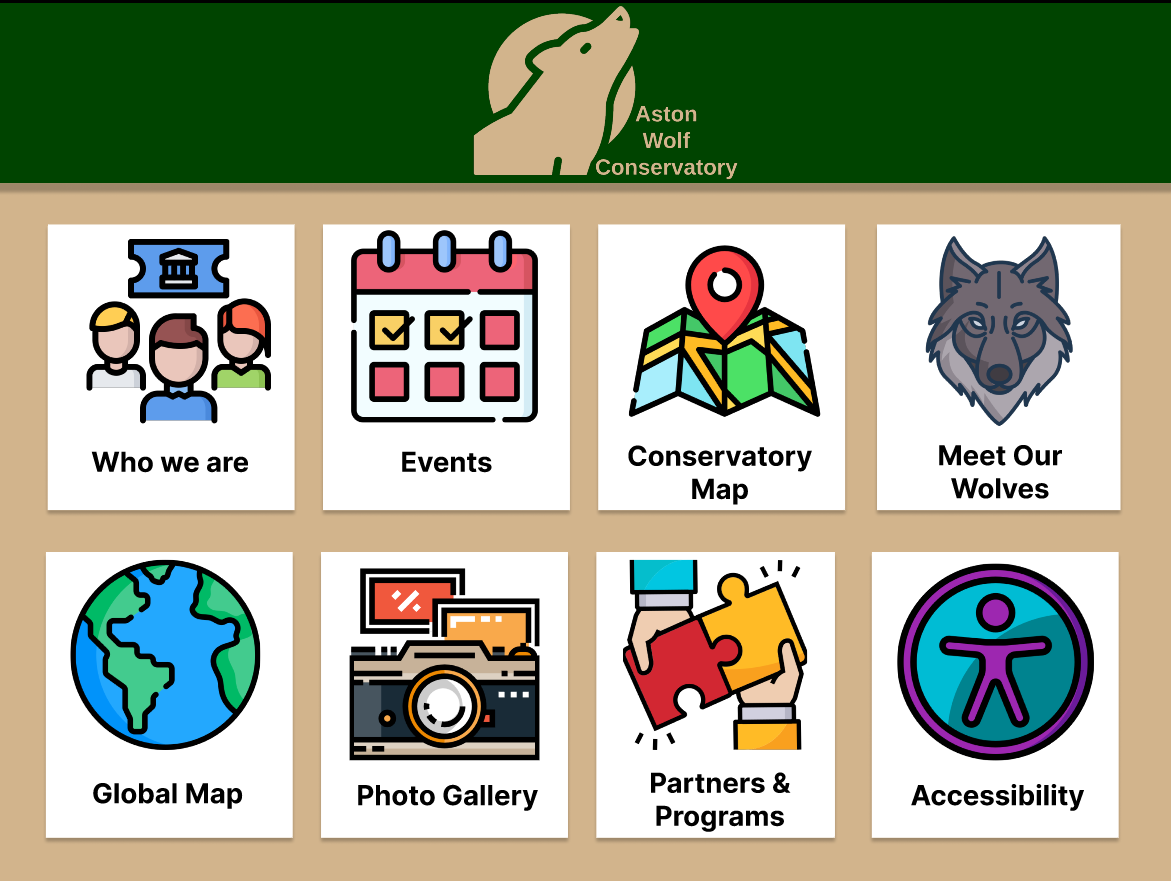 Aston
Wolf
Conservatory
Who we are
Events
Conservatory
Map
Meet Our
Wolves
Global Map
Photo Gallery
Partners &
Programs
Accessibility